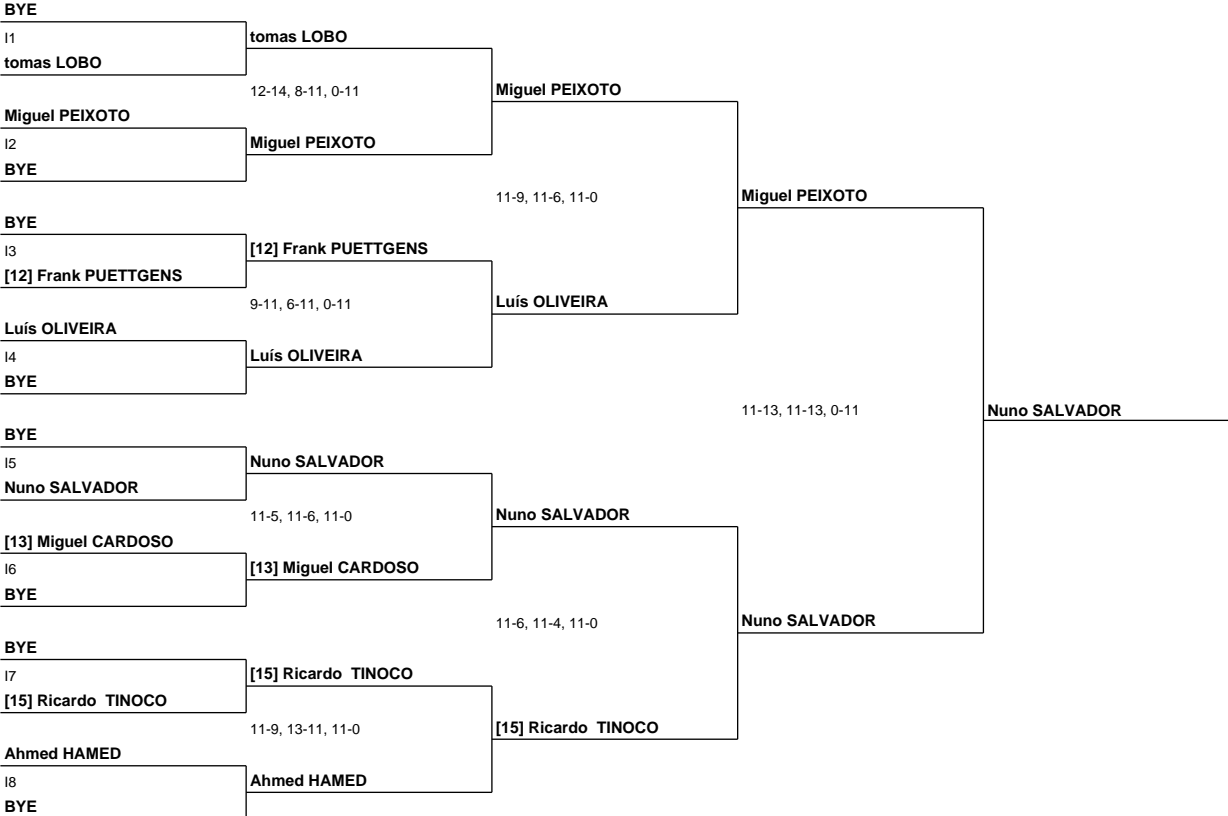 BYE
I1
tomas LOBO
tomas LOBO
12-14, 8-11, 0-11
Miguel PEIXOTO
Miguel PEIXOTO
I2
Miguel PEIXOTO
BYE
11-9, 11-6, 11-0
Miguel PEIXOTO
BYE
I3
[12] Frank PUETTGENS
[12] Frank PUETTGENS
9-11, 6-11, 0-11
Luís OLIVEIRA
Luís OLIVEIRA
I4
Luís OLIVEIRA
BYE
11-13, 11-13, 0-11
Nuno SALVADOR
BYE
I5
Nuno SALVADOR
Nuno SALVADOR
11-5, 11-6, 11-0
Nuno SALVADOR
[13] Miguel CARDOSO
I6
[13] Miguel CARDOSO
BYE
11-6, 11-4, 11-0
Nuno SALVADOR
BYE
I7
[15] Ricardo  TINOCO
[15] Ricardo  TINOCO
11-9, 13-11, 11-0
[15] Ricardo  TINOCO
Ahmed HAMED
I8
Ahmed HAMED
BYE